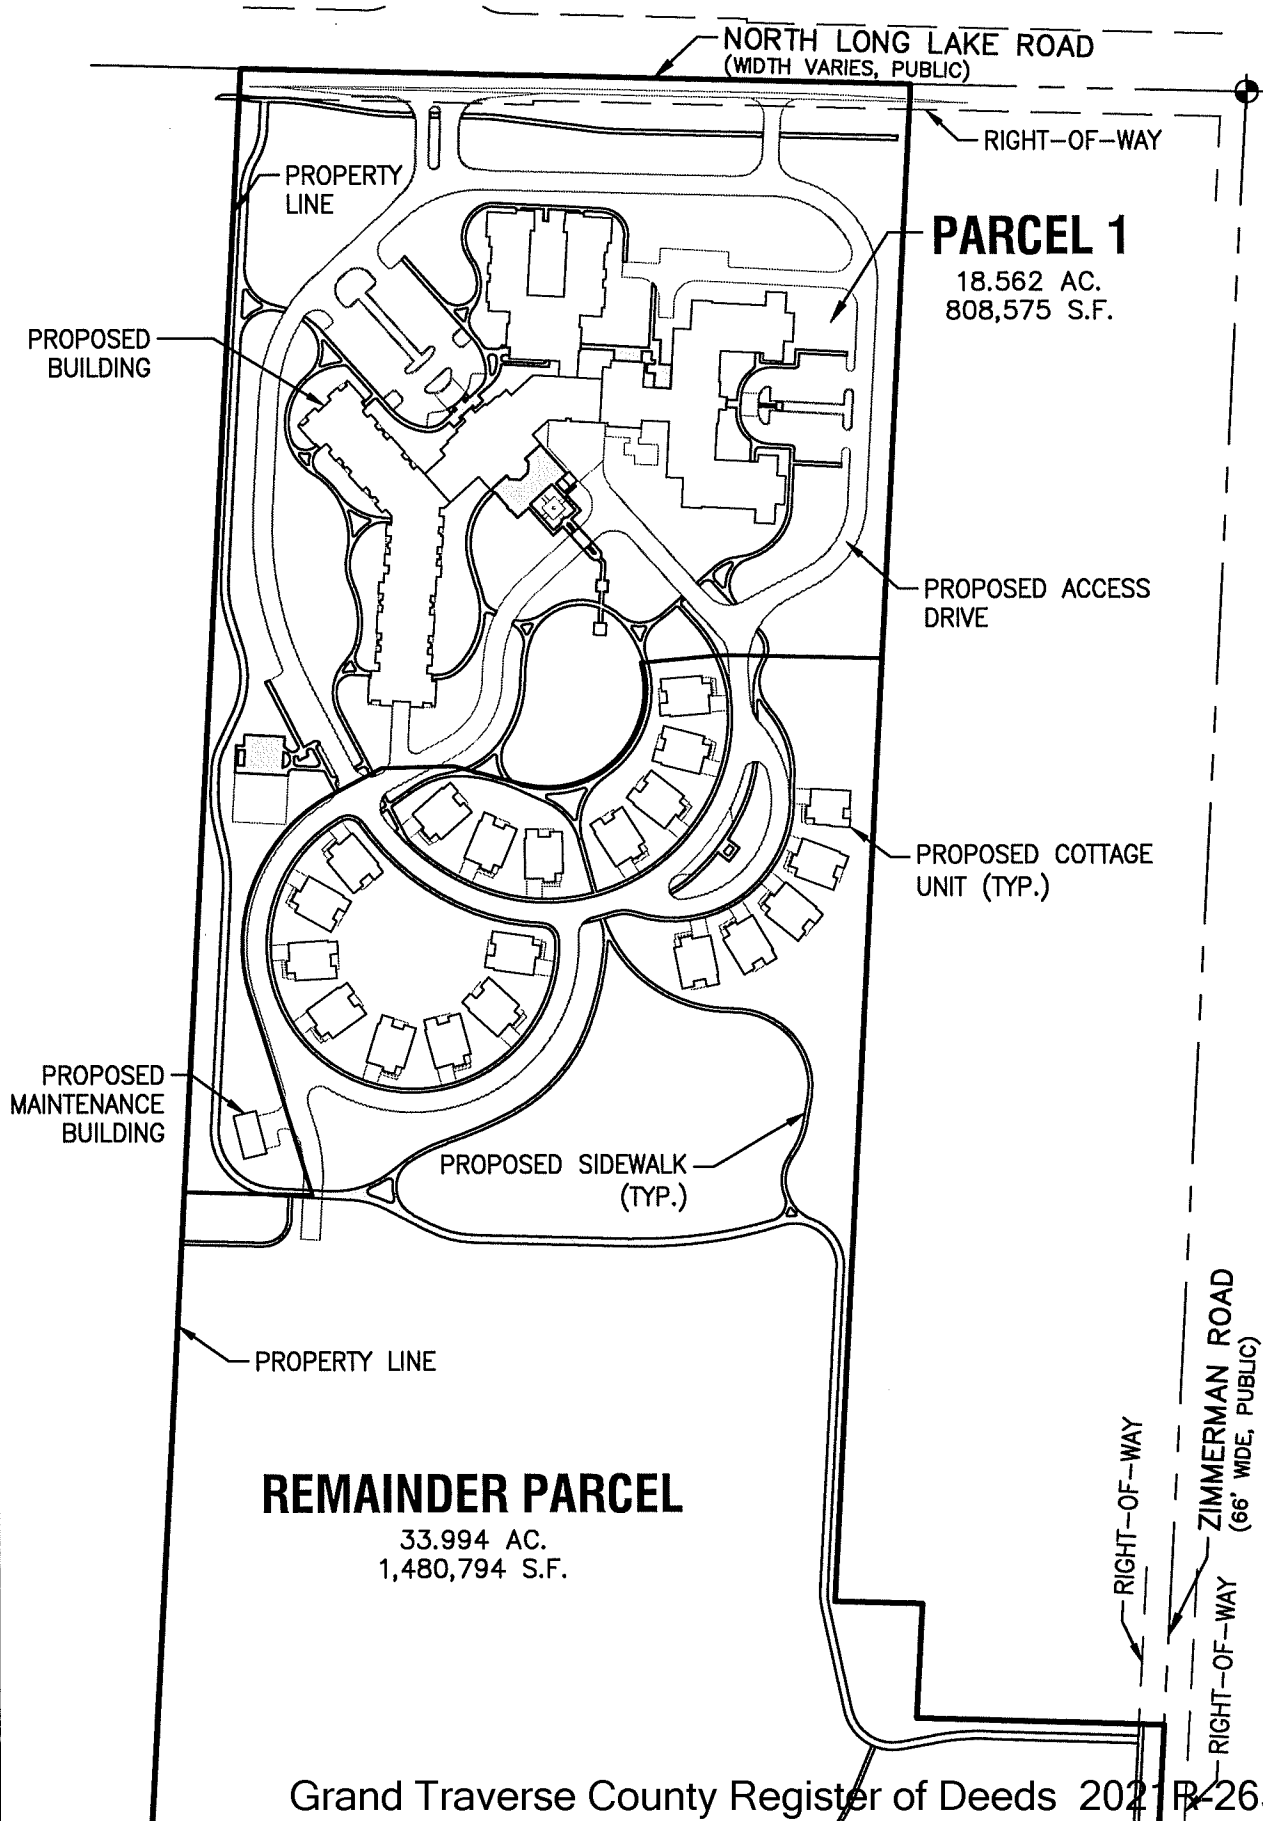 NORTH LONG LAKE ROAD
(WIDTH VARIES, PUBLIC)
RIGHT-OF-WAY
PROPERTY
LINE
PARCEL 1
18.562 AC.
808,575 S.F.
PROPOSED
BUILDING
PROPOSED ACCESS
DRIVE
PROPOSED COTTAGE
UNIT (TYP.)
PROPOSED
MAINTENANCE
BUILDING
PROPOSED SIDEWALK
(TYP.)
PROPERTY LINE
REMAINDER PARCEL
33.994 AC.
1,480,794 S.F.
RIGHT-OF-WAY
ZIMMERMAN ROAD
(66' WIDE, PUBLIC)
RIGHT-OF-WAY
Grand Traverse County Register of Deeds 2021R-26